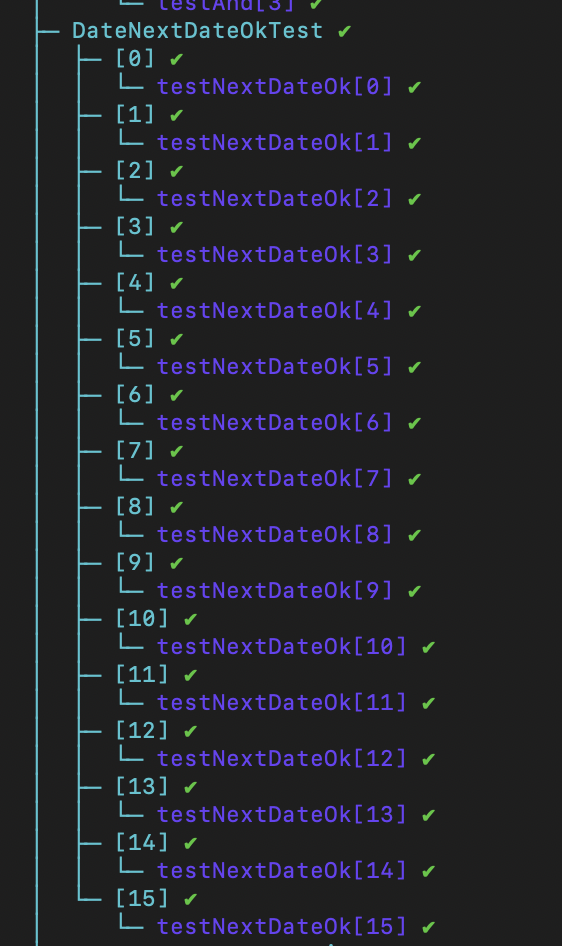 testAnd[3] ✔
DateNextDateOkTest ✔
[0] ✔
testNextDateOk[0] ✔
[1] ✔
testNextDateOk[1] ✔
[2] ✔
testNextDateOk[2] ✔
[3] ✔
testNextDateOk[3] ✔
[4] ✔
testNextDateOk[4] ✔
[5] ✔
testNextDateOk[5] ✔
[6] ✔
testNextDateOk[6] ✔
[7] ✔
testNextDateOk[7] ✔
[8] ✔
testNextDateOk[8] ✔
[9] ✔
testNextDateOk[9] ✔
[10] ✔
testNextDateOk[10] ✔
[11] ✔
testNextDateOk[11] ✔
[12] ✔
testNextDateOk[12] ✔
[13] ✔
testNextDateOk[13] ✔
[14] ✔
testNextDateOk[14] ✔
[15] ✔
testNextDateOk[15] ✔